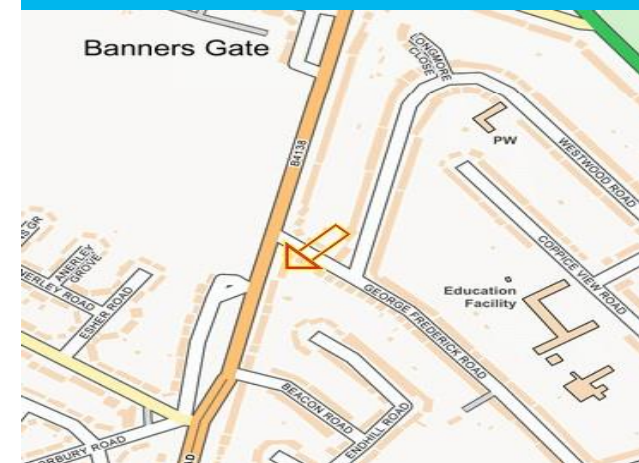 Banners Gate
LONGMORE
CLOSE
B4138
PW
WESTWOOD ROAD
COPPICE VIEW ROAD
ANERLEY
GROVE
ESHER ROAD
Education
Facility
GEORGE FREDERICK ROAD
BEACON ROAD
ENDHILL ROAD